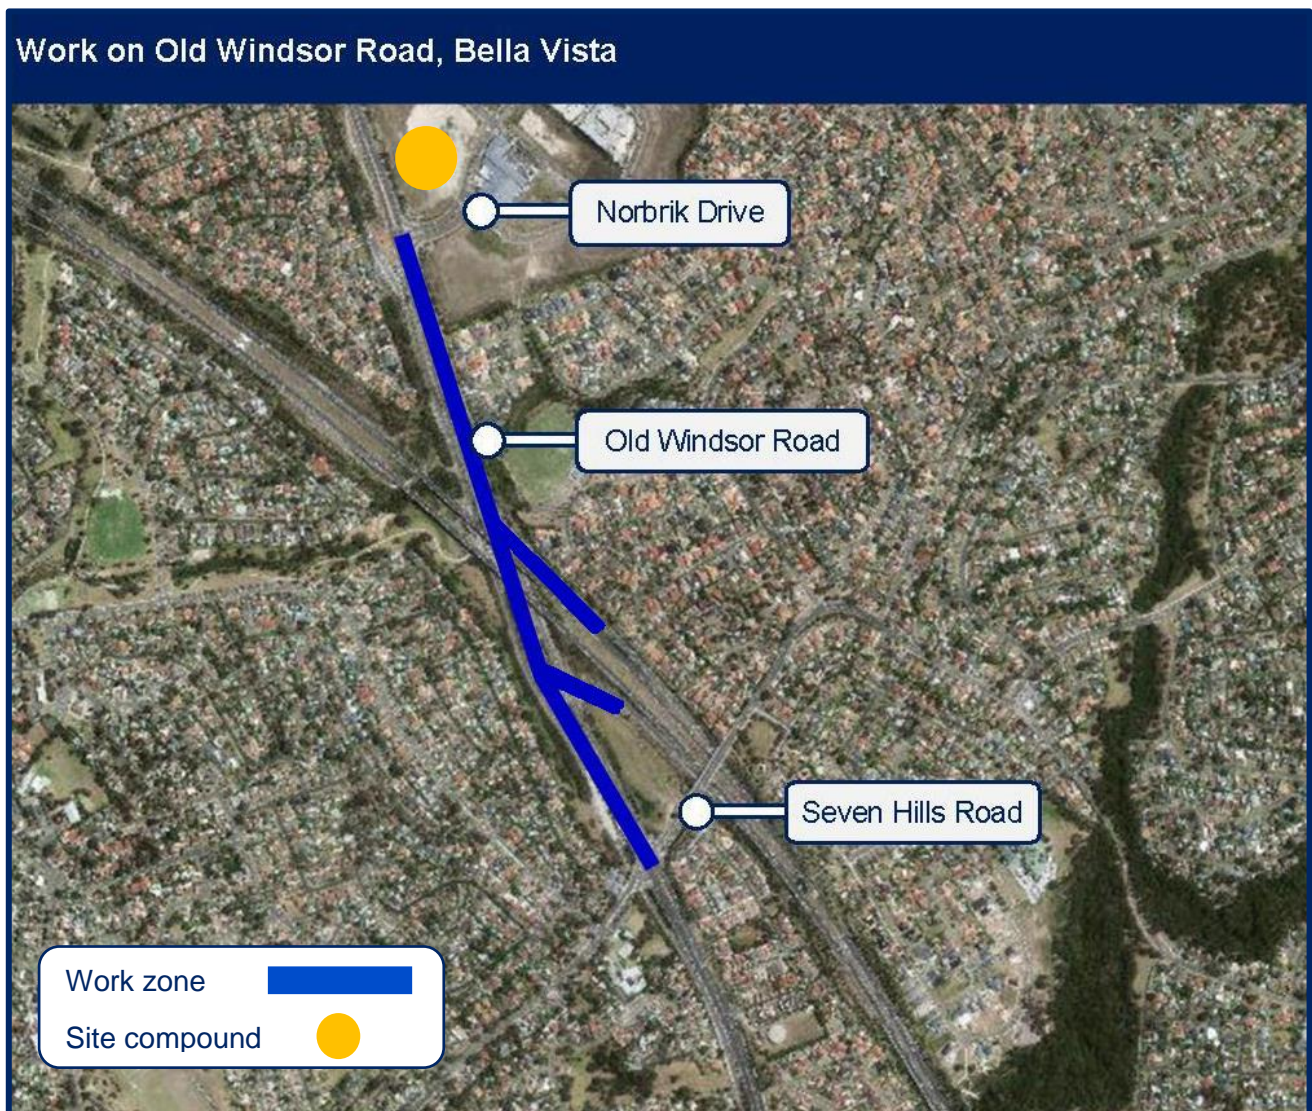 Work on Old Windsor Road, Bella Vista
Norbrik Drive
Old Windsor Road
Seven Hills Road
Work zone
Site compound